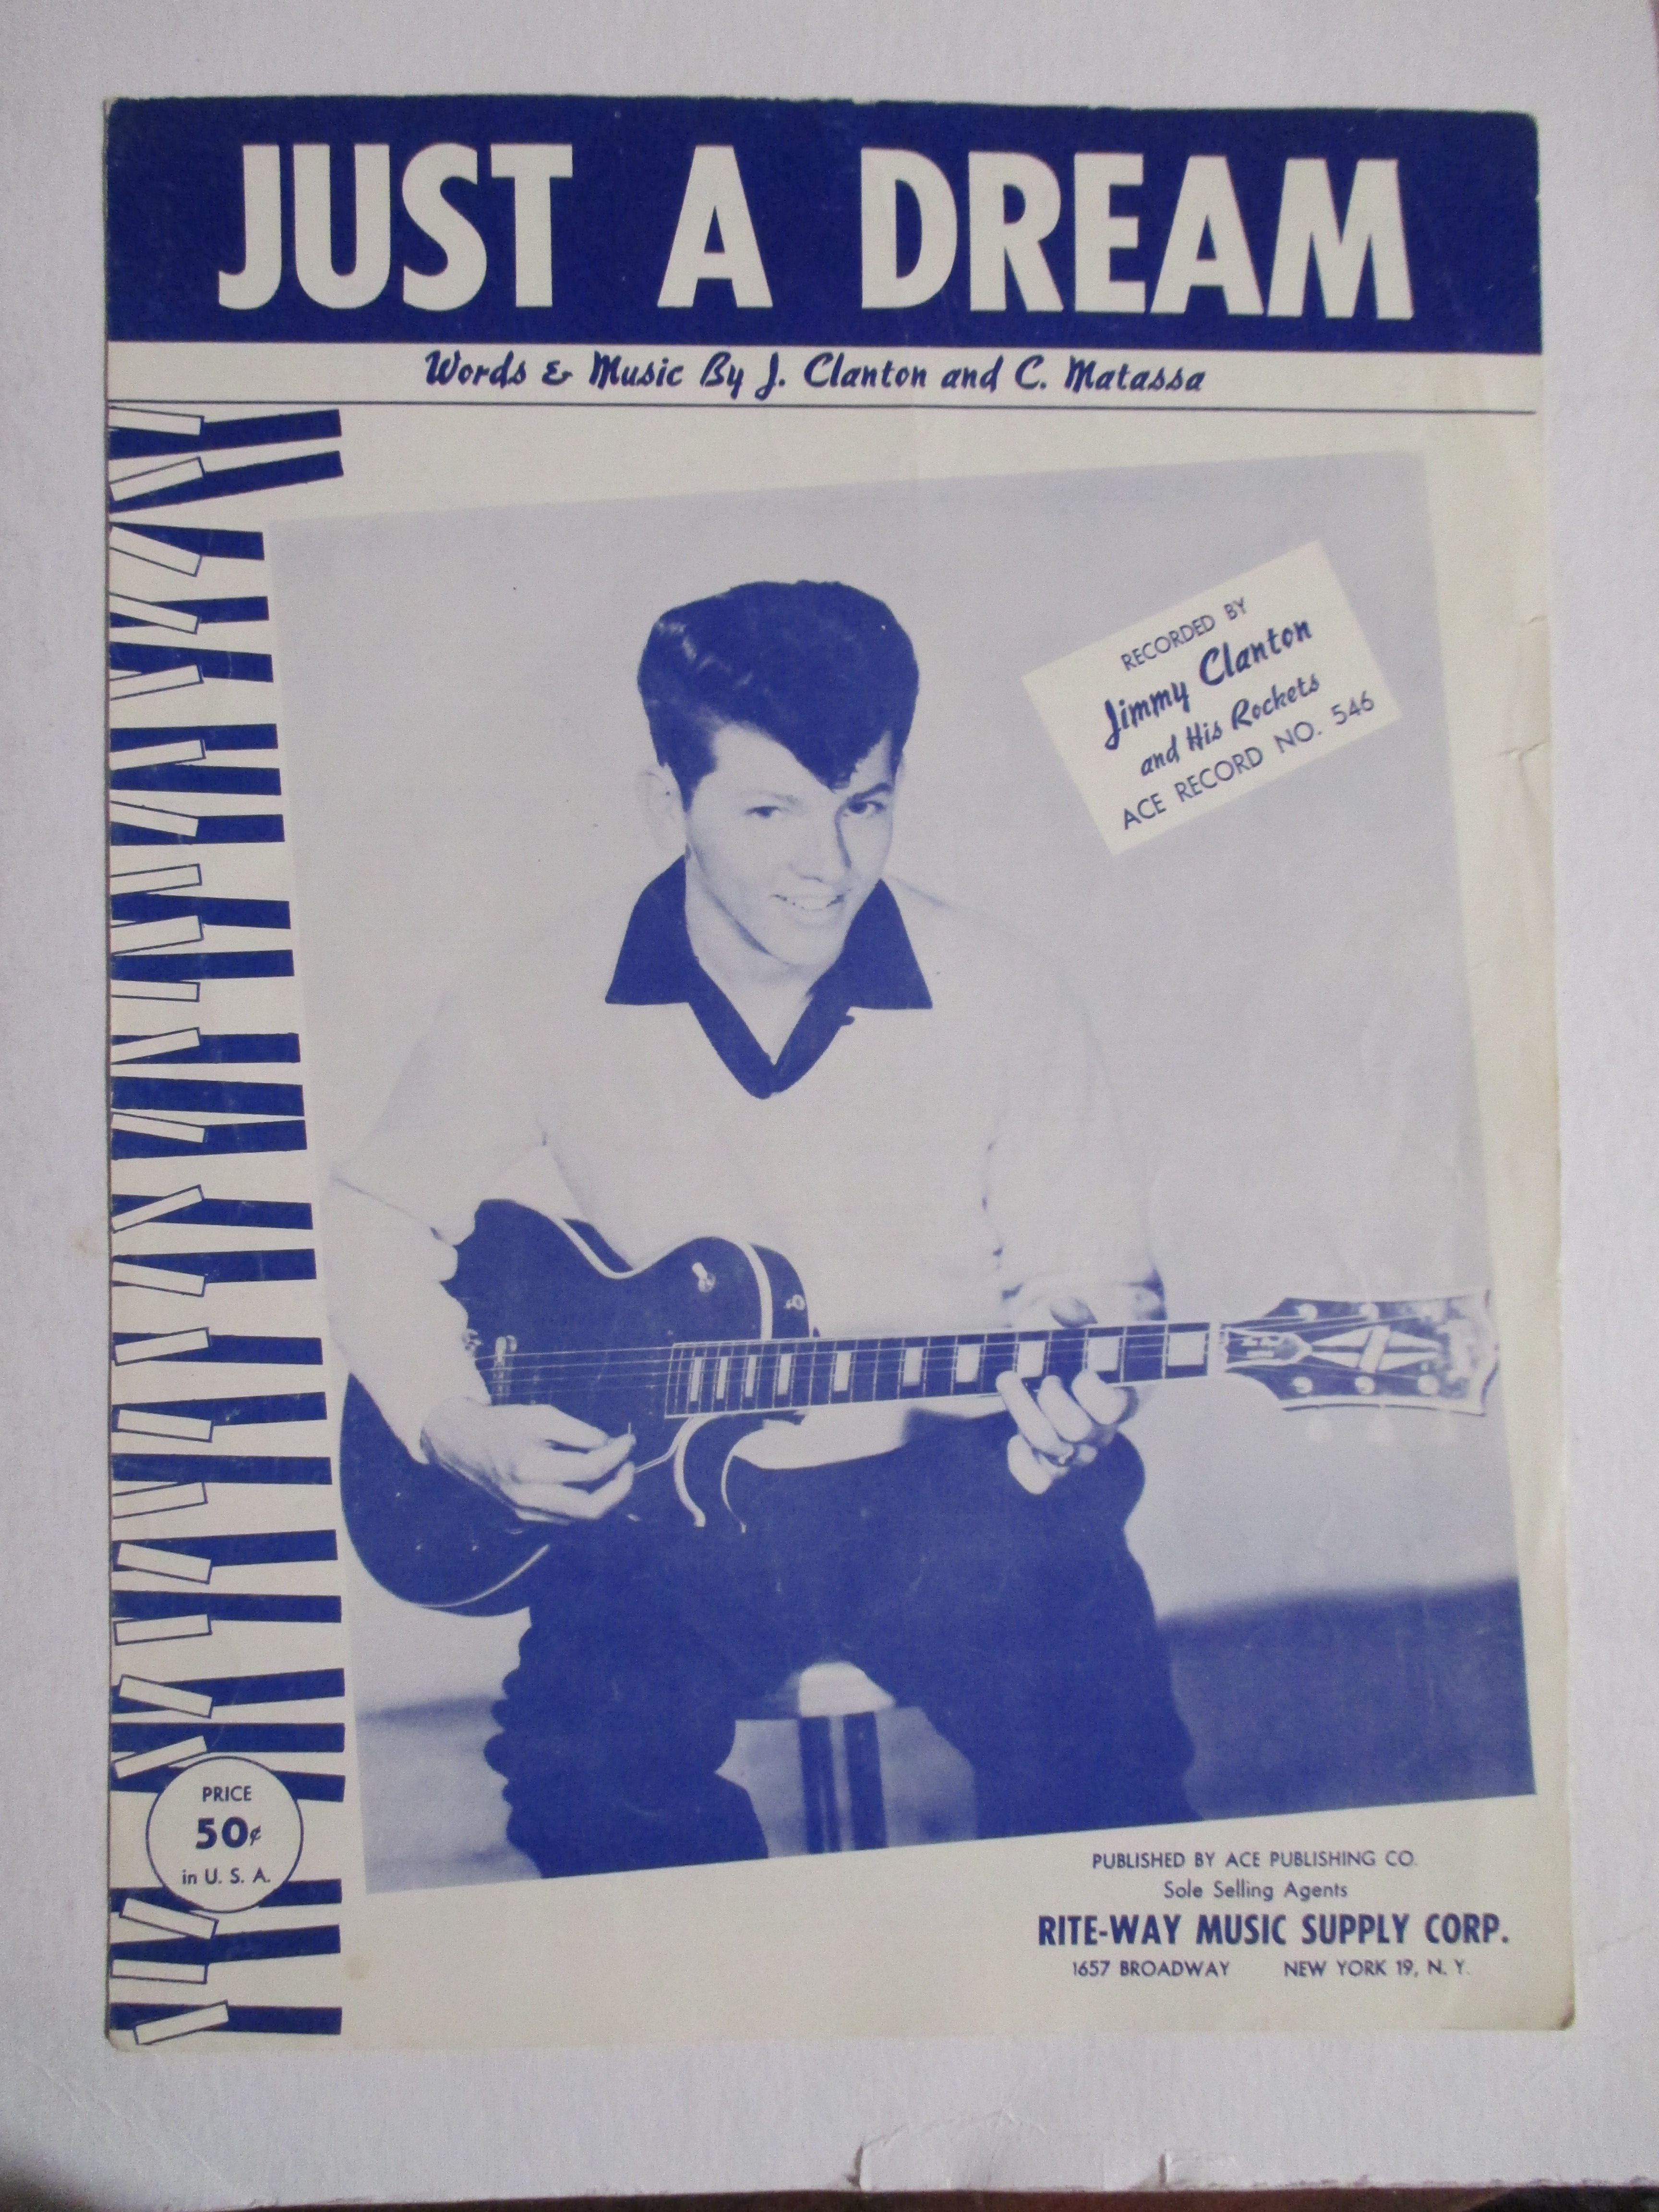 JUST A DREAM
Words & Music By J. Clanton and C. Matassa
RECORDED BY
Jimmy Clanton
and His Rockets
ACE RECORD NO. 546
PRICE
50¢
in U. S. A.
PUBLISHED BY ACE PUBLISHING CO.
Sole Selling Agents
RITE-WAY MUSIC SUPPLY CORP.
1657 BROADWAY NEW YORK 19, N. Y.